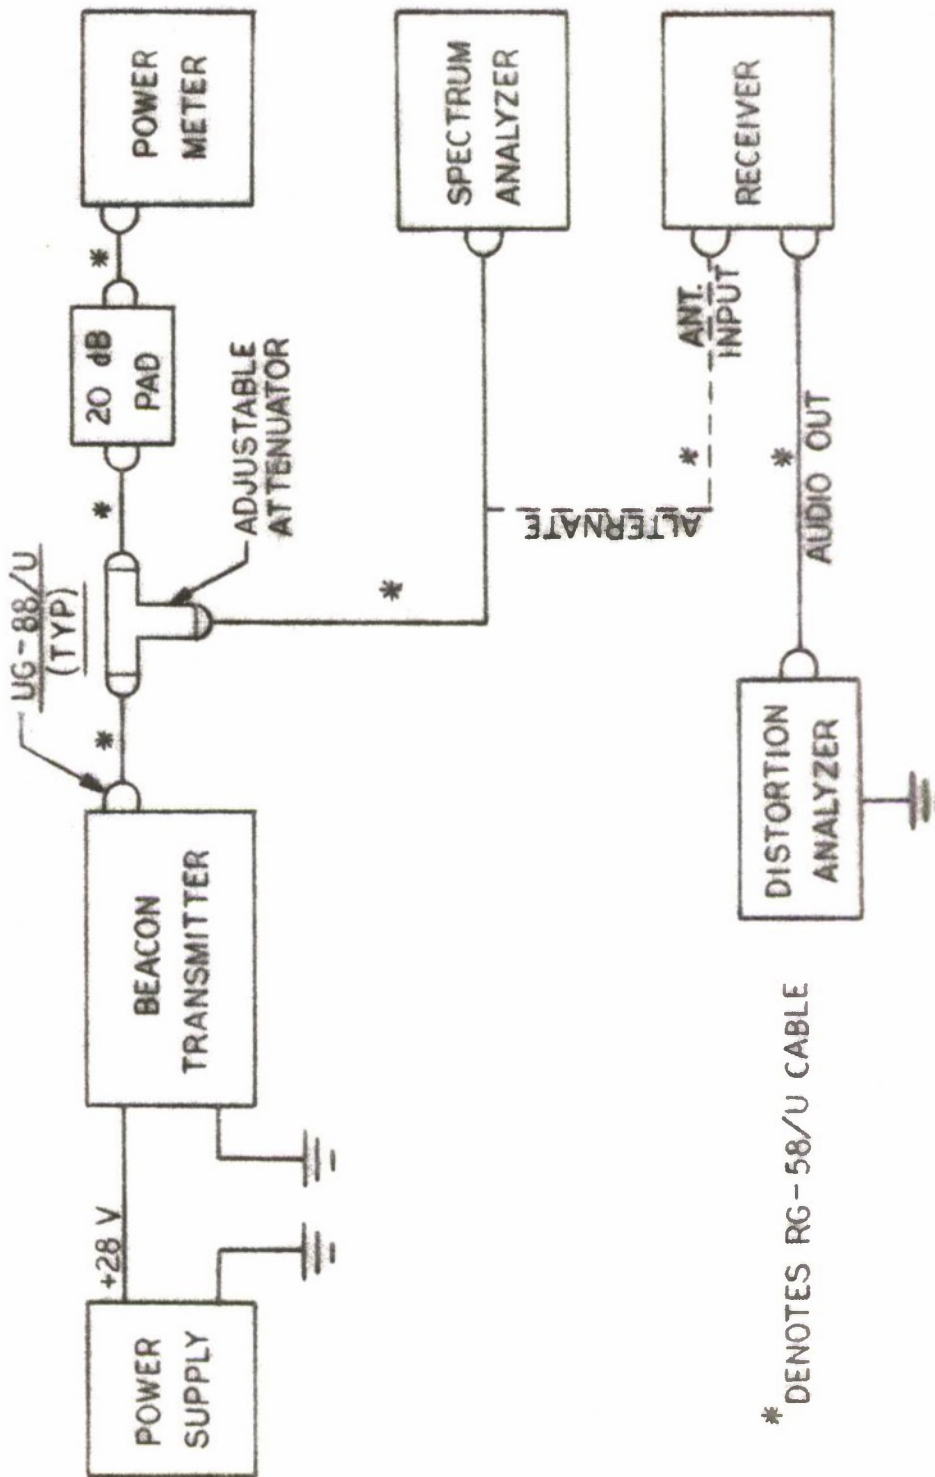 UG-88/U
(TYP)
POWER
SUPPLY
+28 V
BEACON
TRANSMITTER
20 dB
PAD
POWER
METER
ADJUSTABLE
ATTENUATOR
SPECTRUM
ANALYZER
*
*
*
*
ALTERNATE
*
ANT.
INPUT
RECEIVER
*
AUDIO OUT
DISTORTION
ANALYZER
* DENOTES RG-58/U CABLE